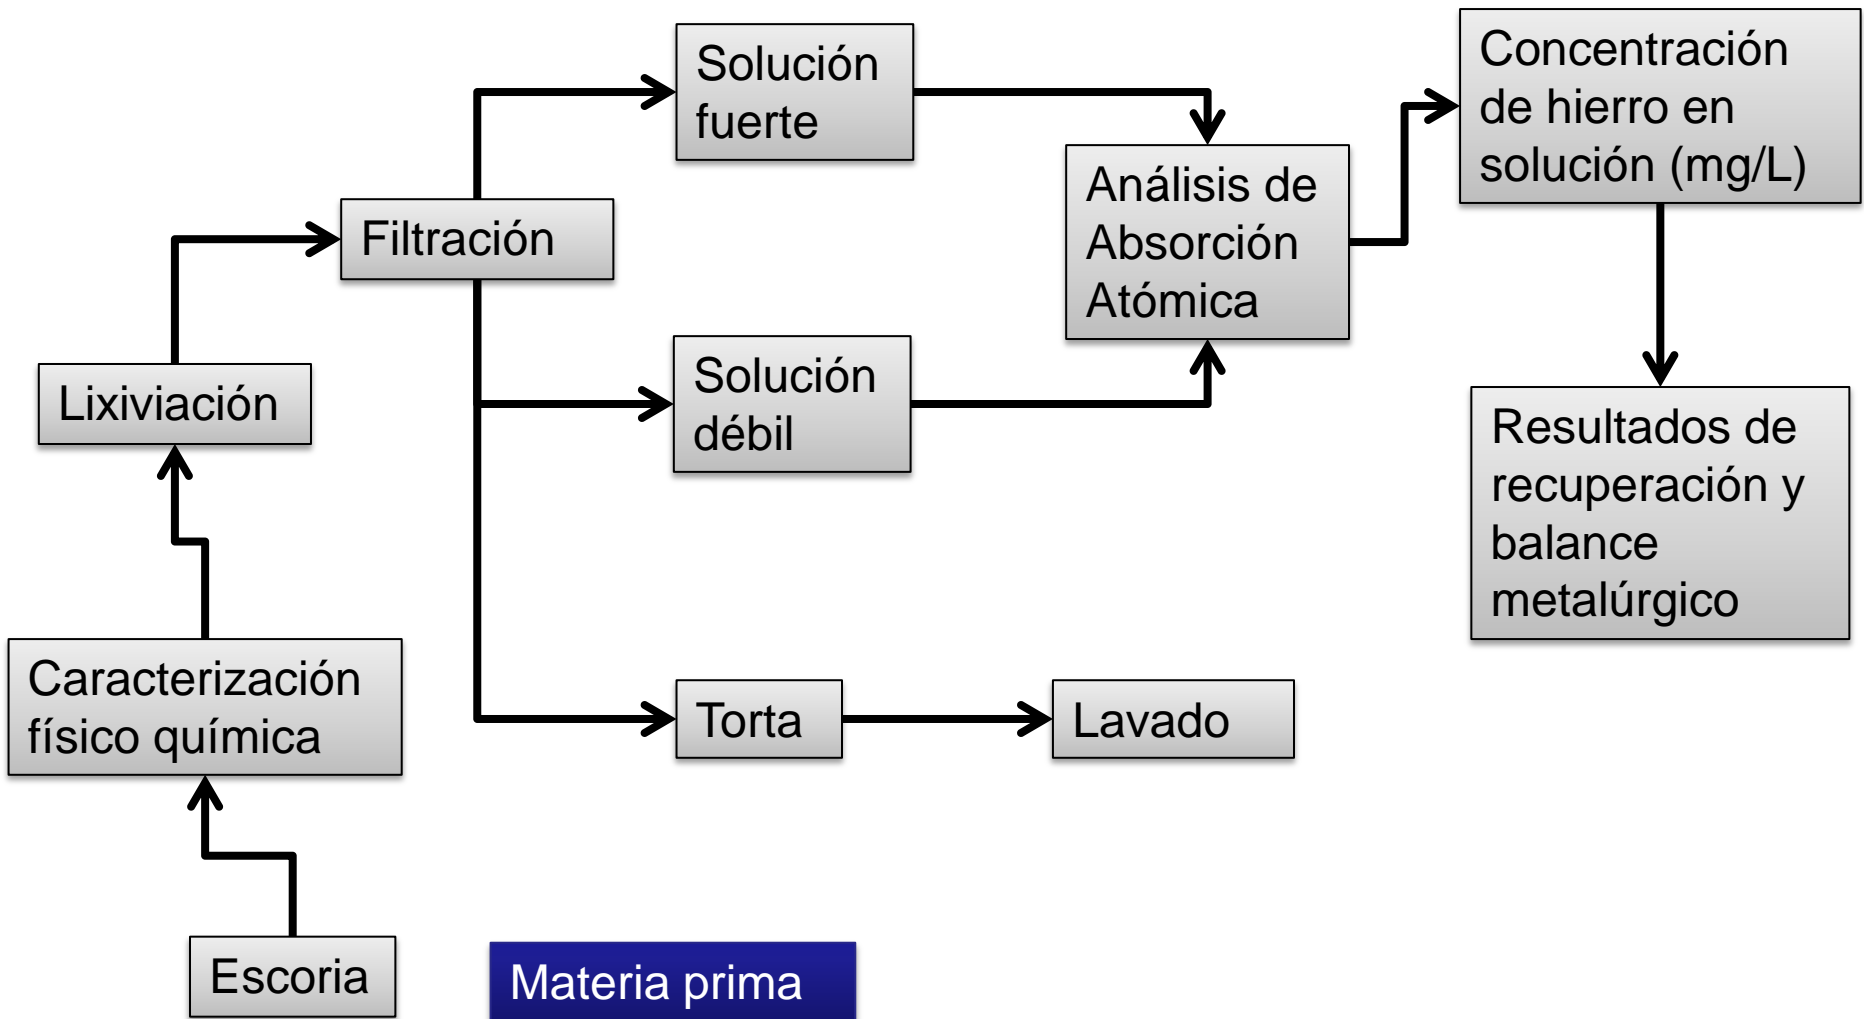 Solución
fuerte
Concentración
de hierro en
solución (mg/L)
Análisis de
Absorción
Atómica
Filtración
Solución
débil
Lixiviación
Resultados de
recuperación y
balance
metalúrgico
Caracterización
físico química
Torta
Lavado
Escoria
Materia prima